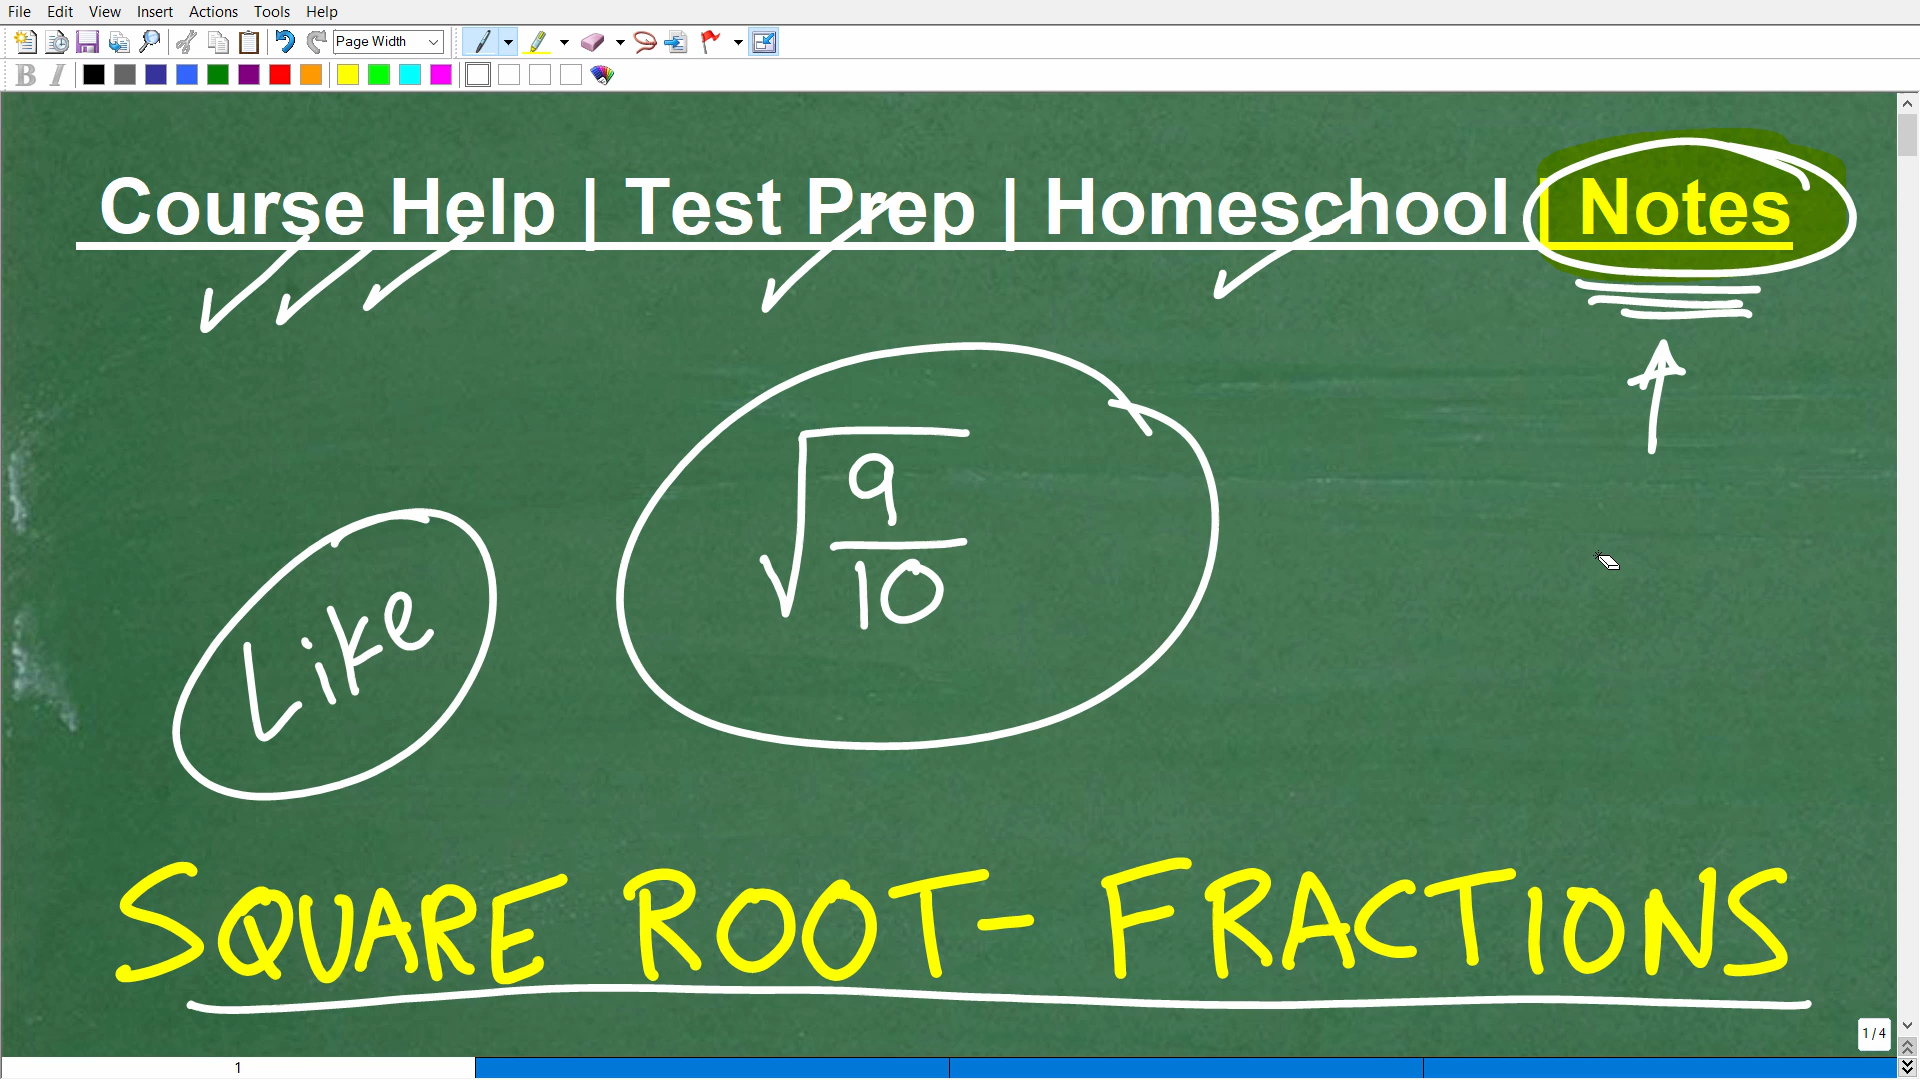 File Edit View Insert Actions Tools Help
Page Width
B I
Course Help | Test Prep | Homeschool | Notes
√9/10
Like
SQUARE ROOT- FRACTIONS
1 / 4
1